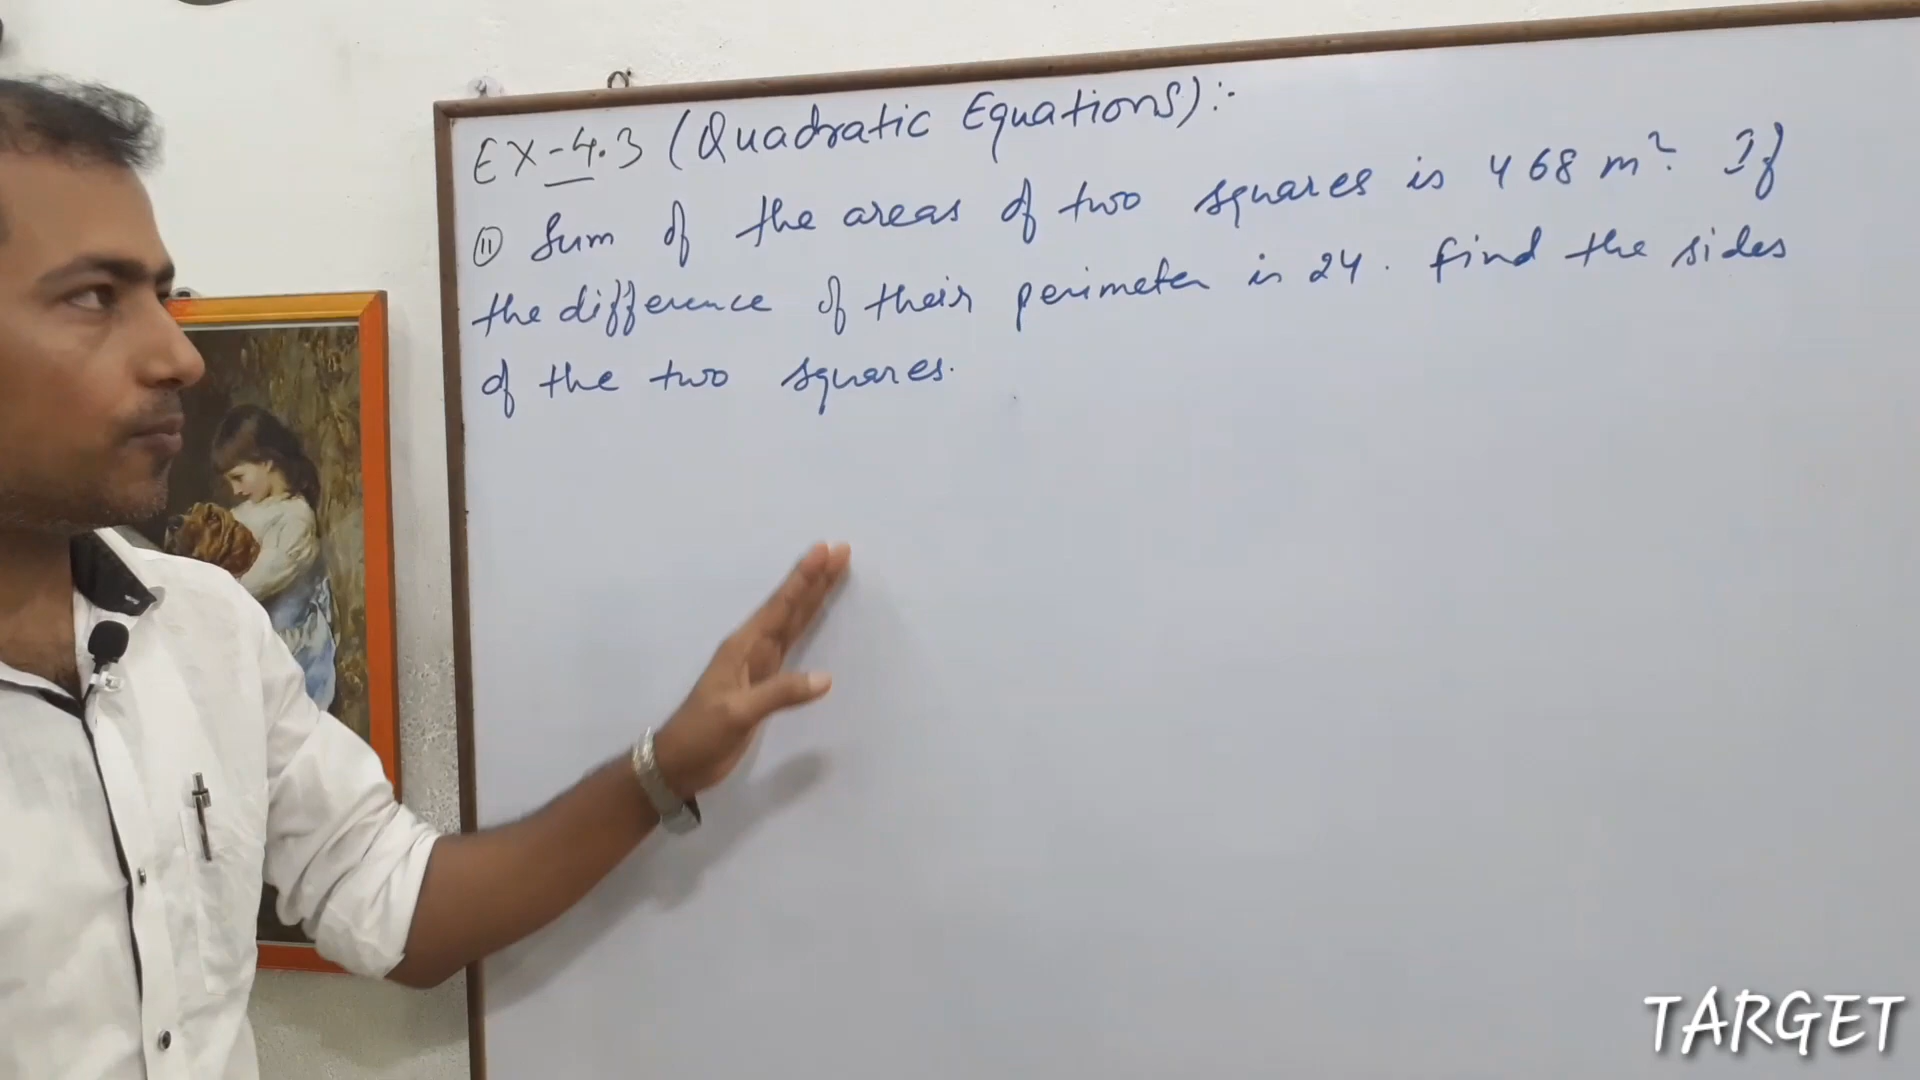 EX-4.3 (Quadratic Equations):-
⑪ Sum of the areas of two squares is 468 m². If
the difference of their perimeter is 24. find the sides
of the two squares.
TARGET